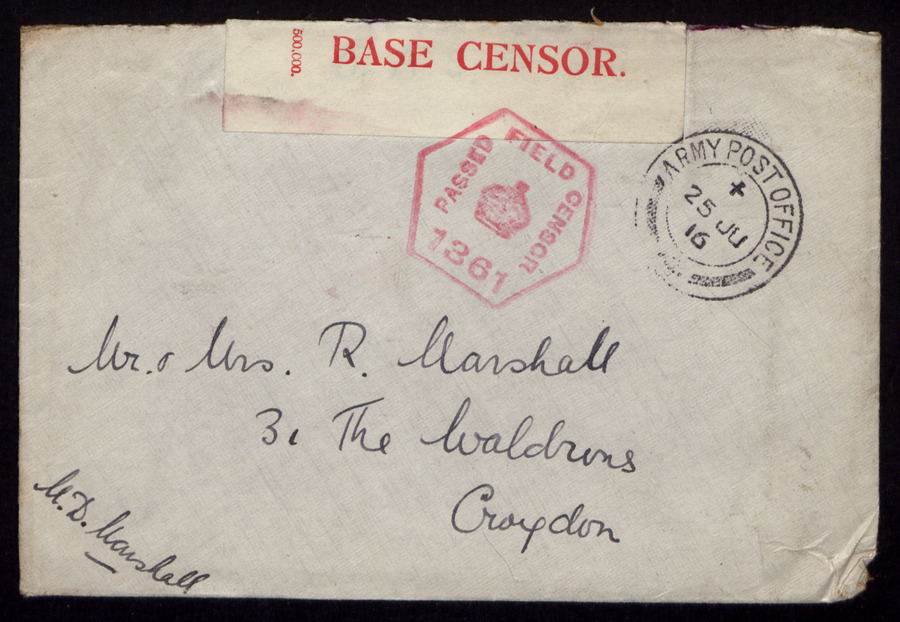 500,000.
BASE CENSOR.
PASSED FIELD CENSOR
1361
ARMY POST OFFICE
25 JU
16
Mr. & Mrs. R. Marshall
31 The Waldrons
Croydon
M.D. Marshall